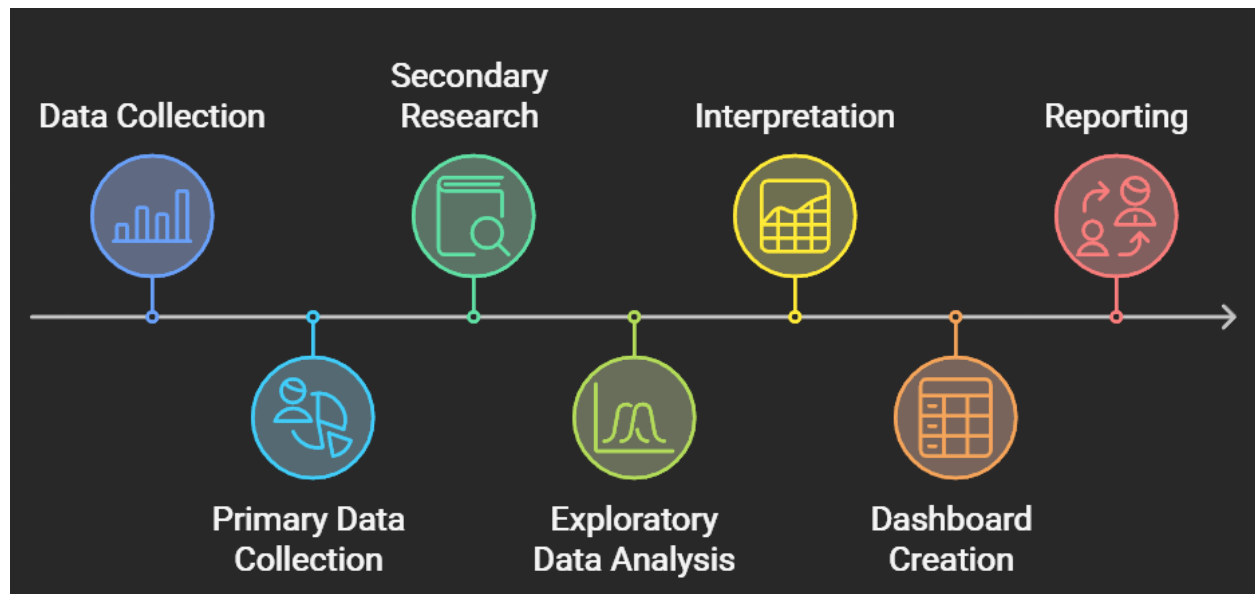 Data Collection
Primary Data
Collection
Secondary
Research
Exploratory
Data Analysis
Interpretation
Dashboard
Creation
Reporting